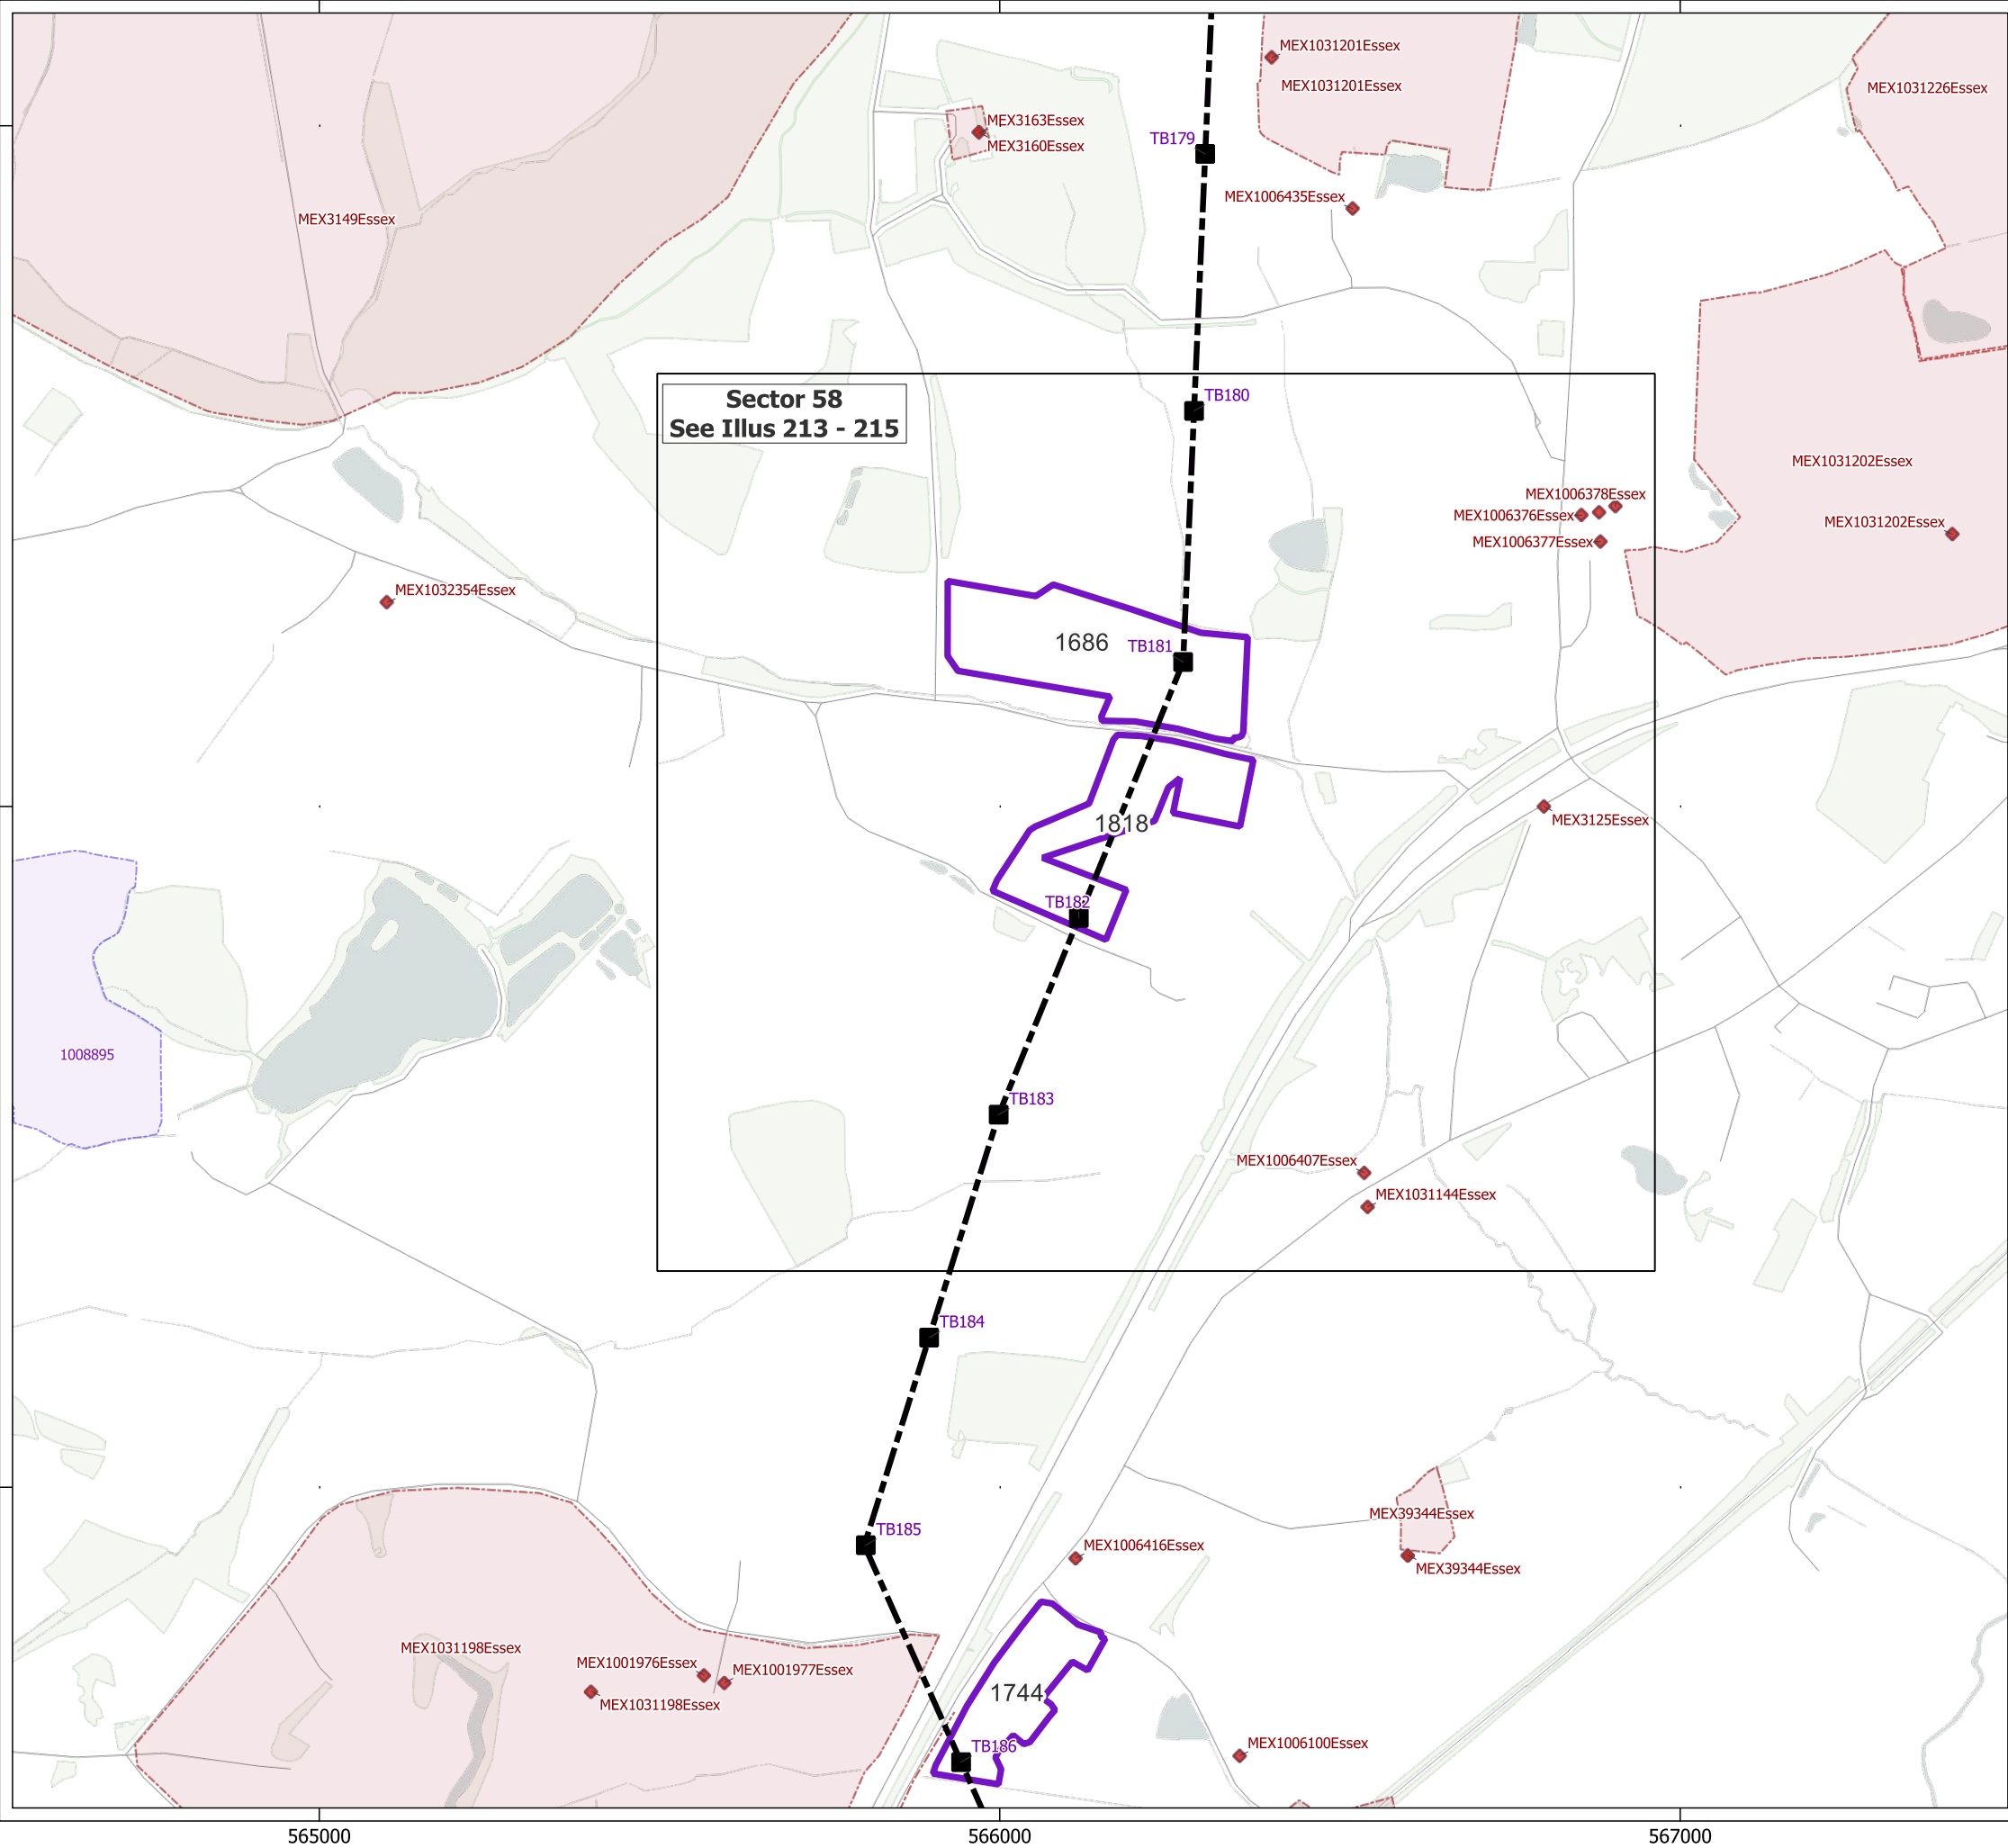 MEX1031201Essex
MEX1031201Essex
MEX1031226Essex
MEX3163Essex
MEX3160Essex
TB179
MEX1006435Essex
MEX3149Essex
Sector 58
See Illus 213 - 215
TB180
MEX1031202Essex
MEX1006378Essex
MEX1006376Essex
MEX1031202Essex
MEX1006377Essex
MEX1032354Essex
1686
TB181
MEX3125Essex
1818
TB182
1008895
TB183
MEX1006407Essex
MEX1031144Essex
TB184
MEX39344Essex
TB185
MEX1006416Essex
MEX39344Essex
MEX1031198Essex
MEX1001976Essex
MEX1001977Essex
1744
MEX1031198Essex
TB186
MEX1006100Essex
565000
566000
567000